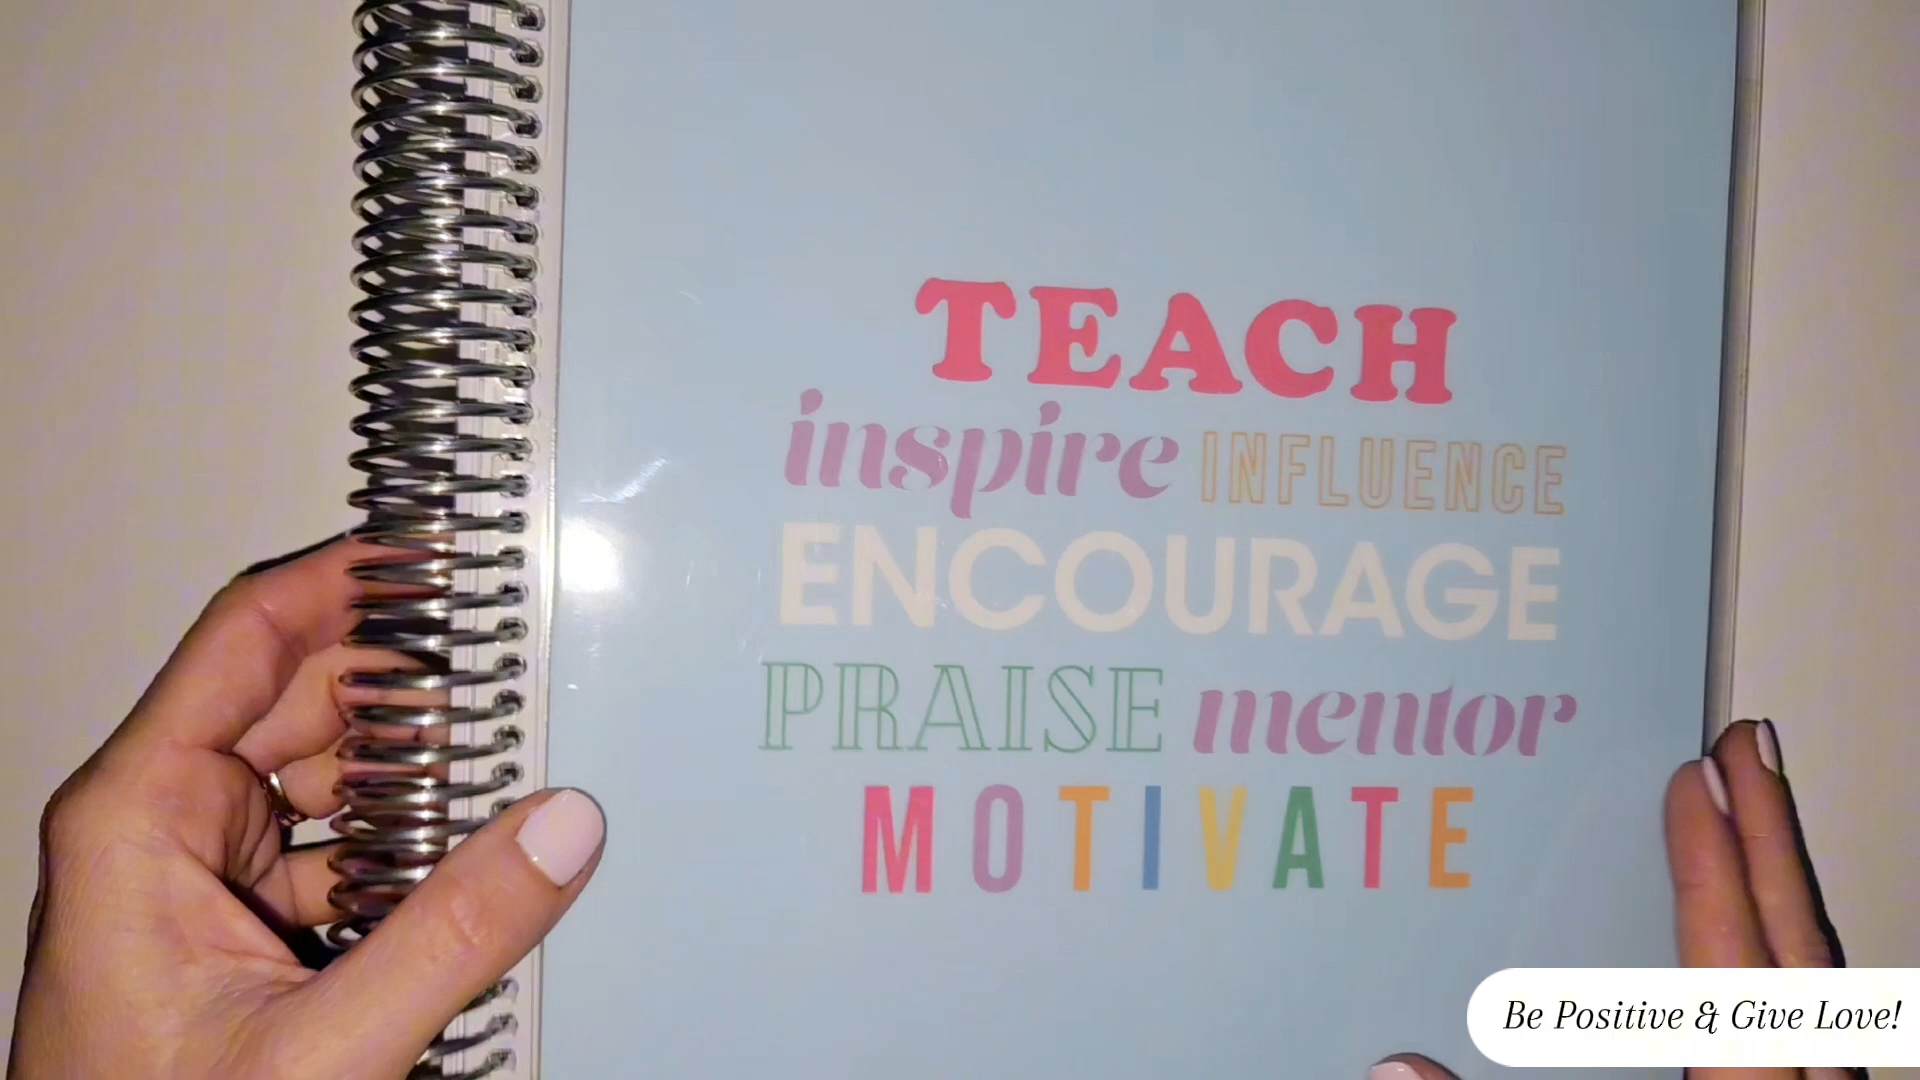 TEACH
inspire INFLUENCE
ENCOURAGE
PRAISE mentor
MOTIVATE
Be Positive & Give Love!